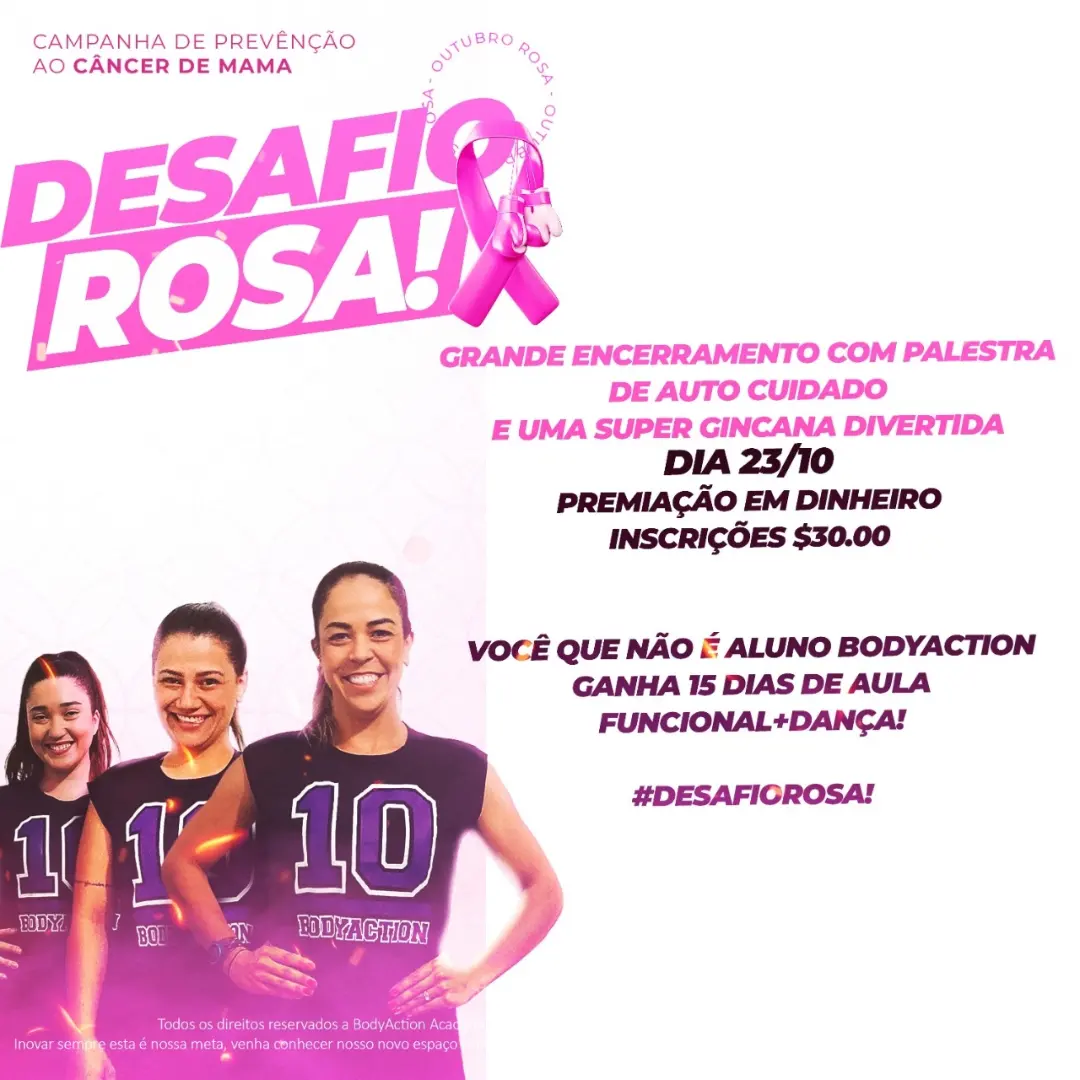 CAMPANHA DE PREVÊNÇÃO
AO CÂNCER DE MAMA
OUTUBRO ROSA - OUTU
OSA -
DESAFIO
ROSA!
GRANDE ENCERRAMENTO COM PALESTRA
DE AUTO CUIDADO
E UMA SUPER GINCANA DIVERTIDA
DIA 23/10
PREMIAÇÃO EM DINHEIRO
INSCRIÇÕES $30.00
VOCÊ QUE NÃO É ALUNO BODYACTION
GANHA 15 DIAS DE AULA
FUNCIONAL+DANÇA!
#DESAFIOROSA!
10
10
10
BODYACTION
Todos os direitos reservados a BodyAction
Inovar sempre esta é nossa meta, venha conhecer nosso novo espaço